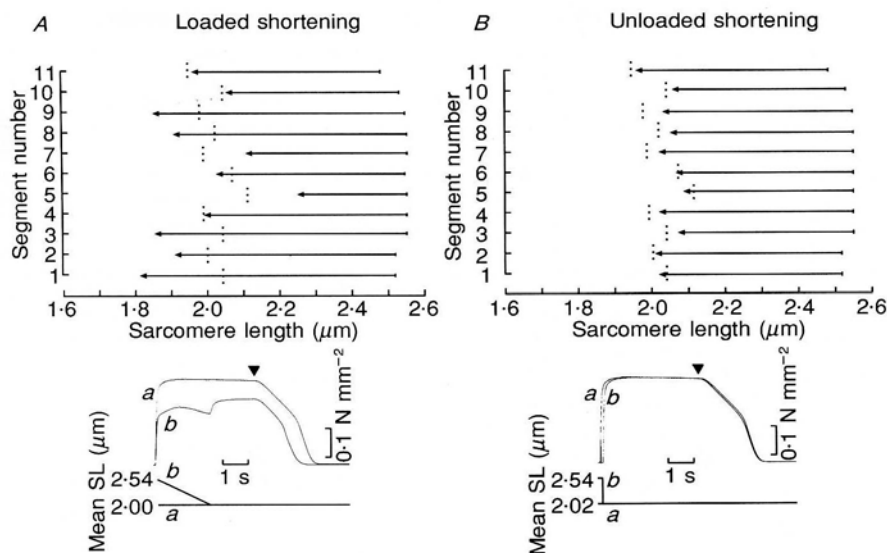 A Loaded shortening
11
10
9
8
7
6
5
4
3
2
1
Segment number
1·6 1·8 2·0 2·2 2·4 2·6
Sarcomere length (μm)
a
b
0·1 N mm⁻²
1 s
Mean SL (μm)
b
2·54
2·00
a
B Unloaded shortening
11
10
9
8
7
6
5
4
3
2
1
Segment number
1·6 1·8 2·0 2·2 2·4 2·6
Sarcomere length (μm)
a
b
0·1 N mm⁻²
1 s
Mean SL (μm)
b
2·54
2·02
a